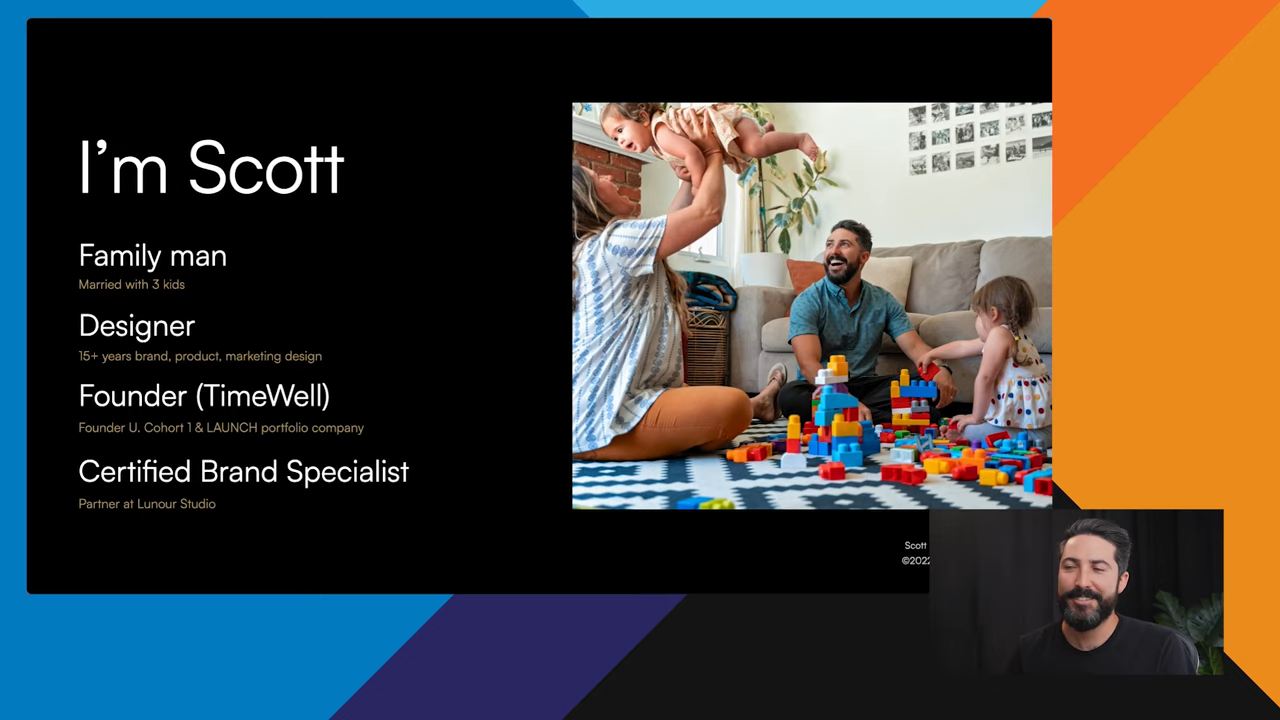 I'm Scott
Family man
Married with 3 kids
Designer
15+ years brand, product, marketing design
Founder (TimeWell)
Founder U. Cohort 1 & LAUNCH portfolio company
Certified Brand Specialist
Partner at Lunour Studio
Scott
©2022